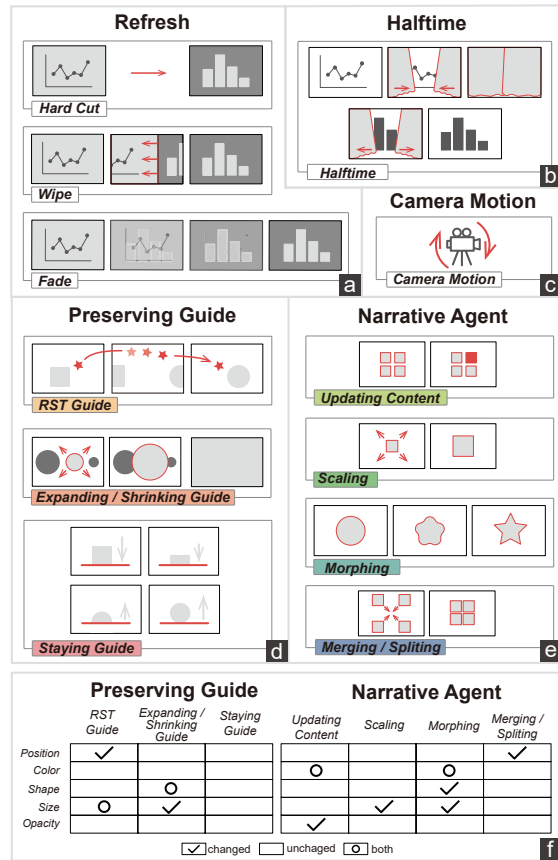 Refresh
Hard Cut
Wipe
Fade
a
Halftime
Halftime
b
Camera Motion
Camera Motion
c
Preserving Guide
RST Guide
Expanding / Shrinking Guide
Staying Guide
d
Narrative Agent
Updating Content
Scaling
Morphing
Merging / Spliting
e
Preserving Guide
Narrative Agent
RST Guide
Expanding / Shrinking Guide
Staying Guide
Updating Content
Scaling
Morphing
Merging / Spliting
Position
Color
Shape
Size
Opacity
changed
unchaged
both
f